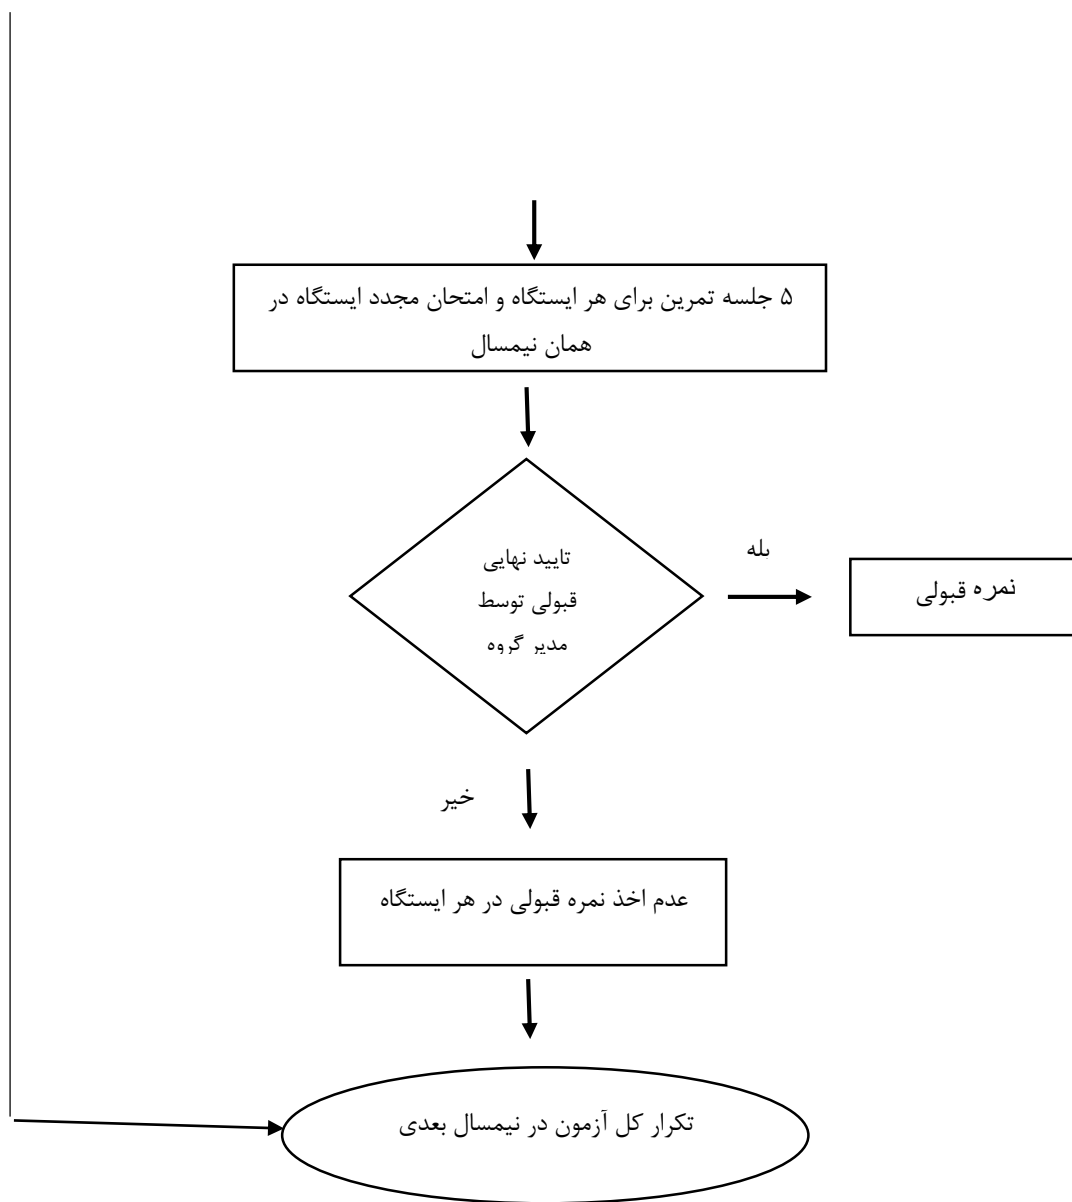 ۵ جلسه تمرین برای هر ایستگاه و امتحان مجدد ایستگاه در
همان نیمسال
تایید نهایی
قبولی توسط
مدیر گروه
بله
نمره قبولی
خیر
عدم اخذ نمره قبولی در هر ایستگاه
تکرار کل آزمون در نیمسال بعدی